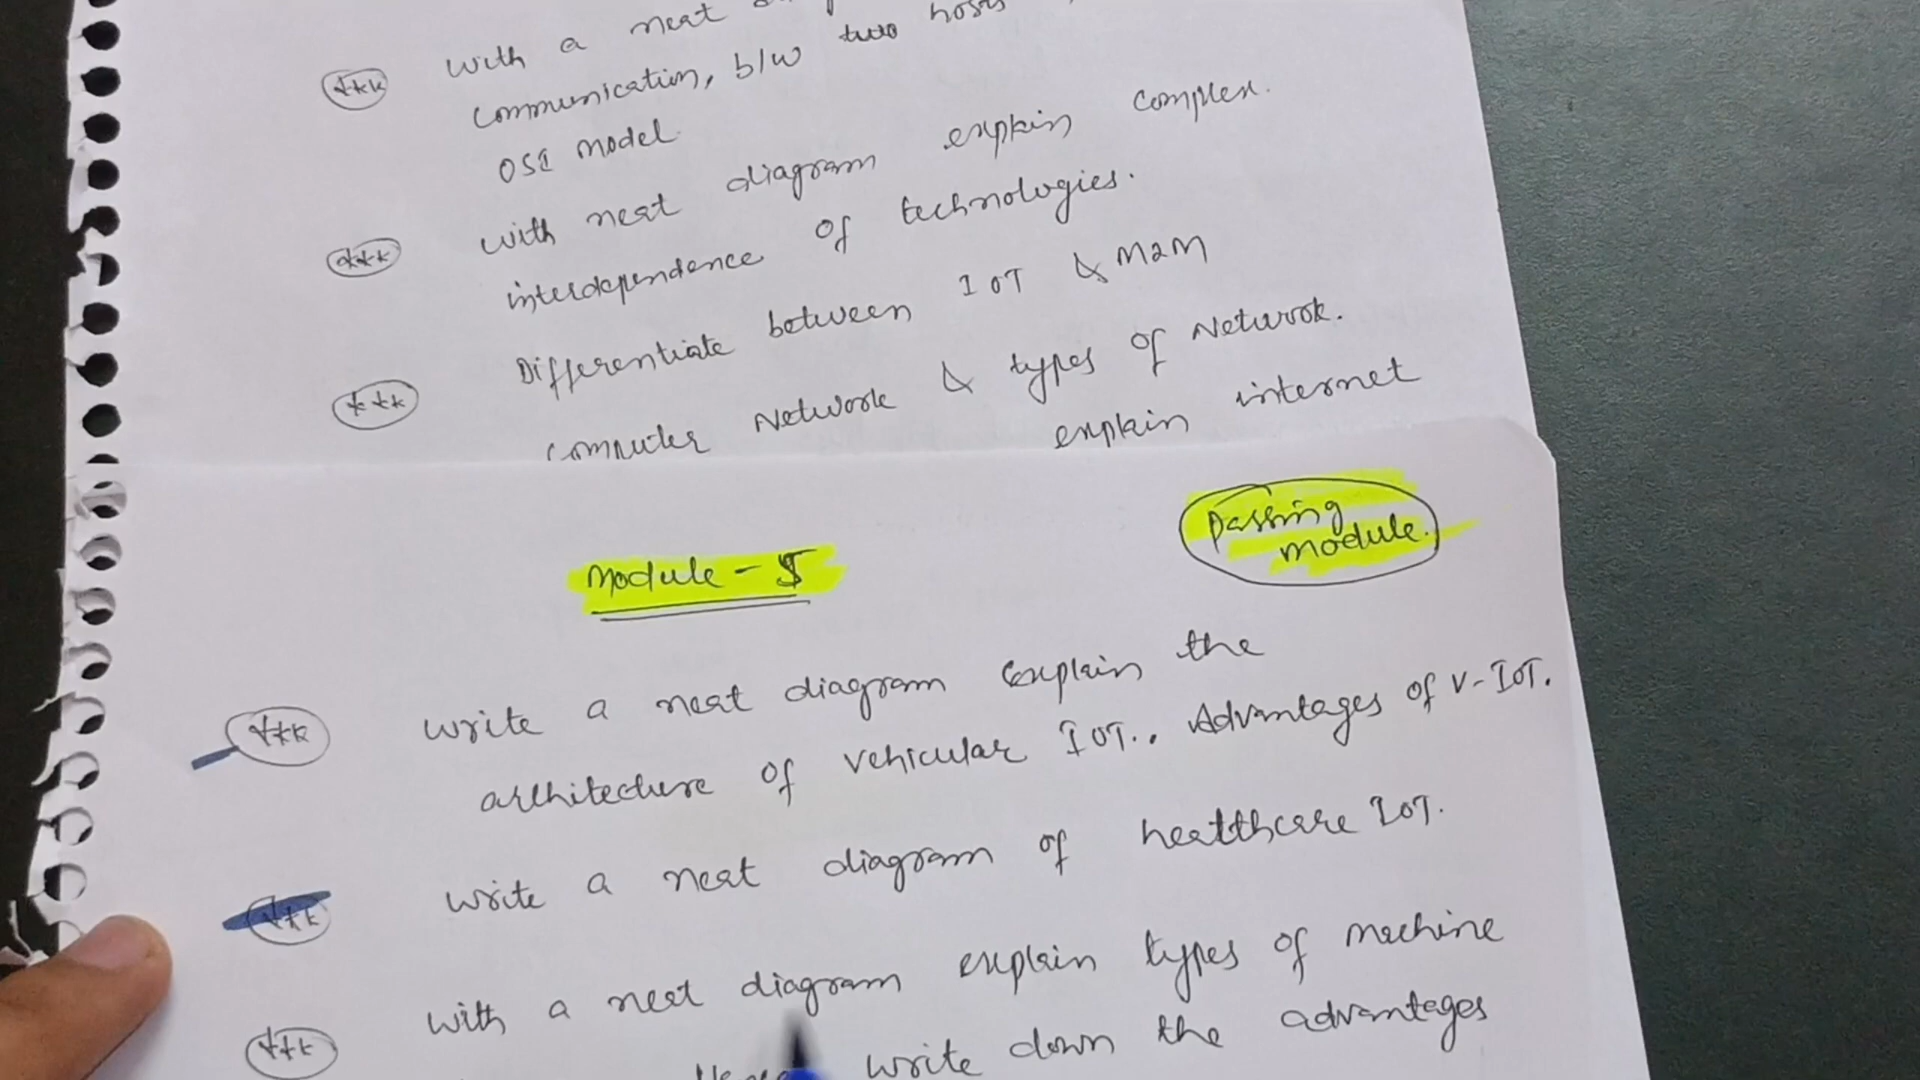 *** with a neat
communication, b/w two hosts
OSI model.
*** with neat diagram explain complex.
interdependence of technologies.
Differentiate between IOT & M2M
*** computer Network & types of Network.
explain internet
Module - 5
passing
module.
*** write a neat diagram explain the
architecture of vehicular IOT.. Advantages of V-IOT.
*** write a neat diagram of healthcare IOT.
*** with a neat diagram explain types of machine
write down the advantages